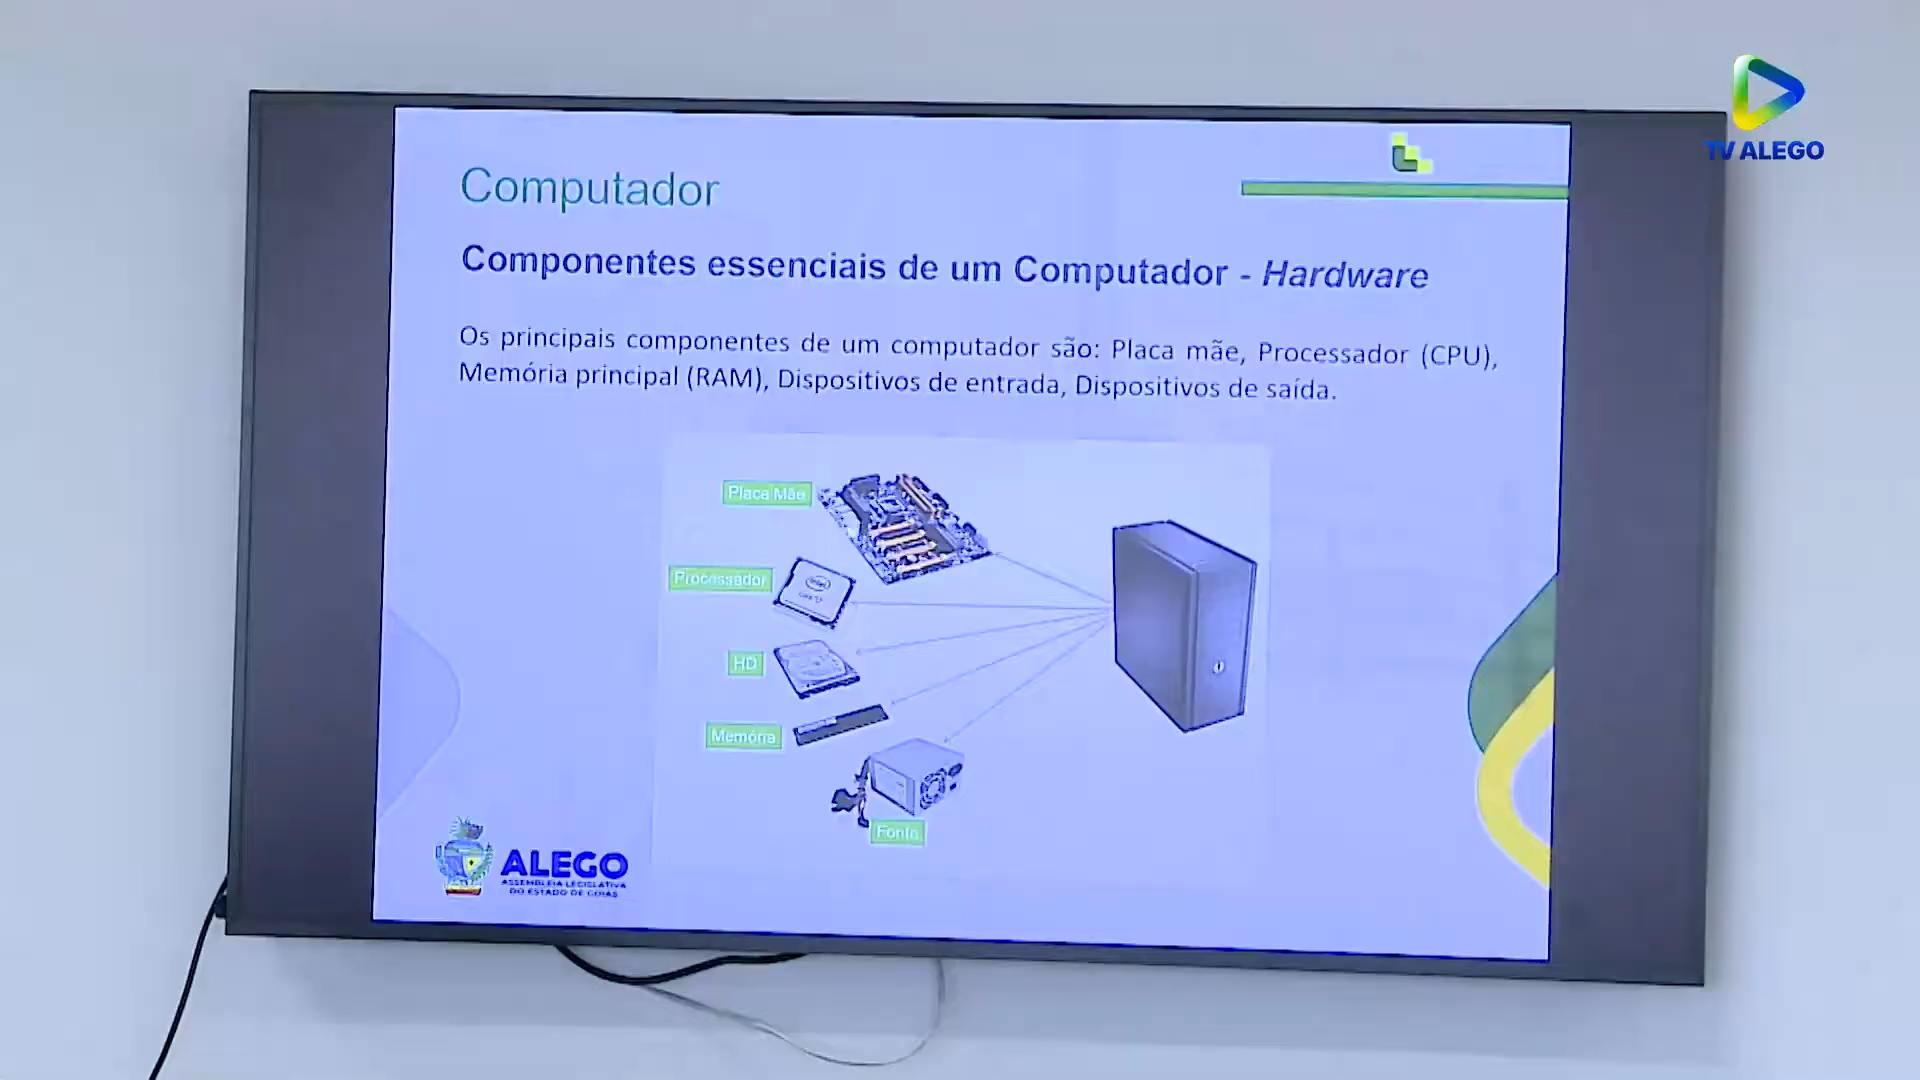 TV ALEGO
Computador
Componentes essenciais de um Computador - Hardware
Os principais componentes de um computador são: Placa mãe, Processador (CPU),
Memória principal (RAM), Dispositivos de entrada, Dispositivos de saída.
Placa Mãe
Processador
intel
HD
Memória
Fonte
ALEGO
ASSEMBLEIA LEGISLATIVA
DO ESTADO DE GOIÁS